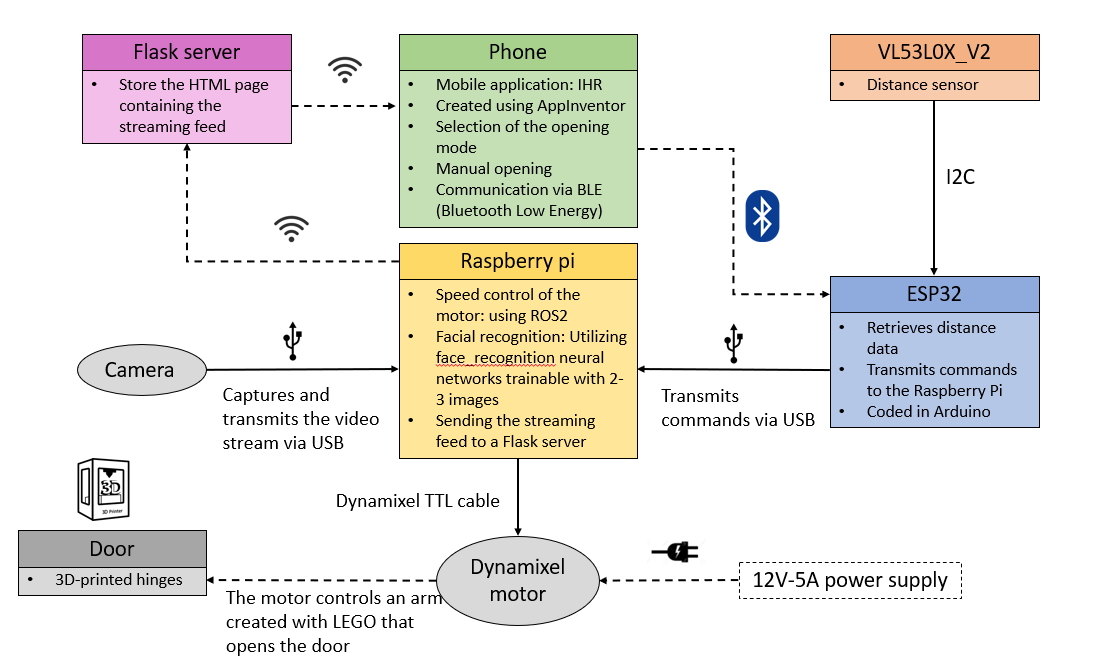 Flask server
• Store the HTML page
containing the
streaming feed
Phone
• Mobile application: IHR
• Created using AppInventor
• Selection of the opening
mode
• Manual opening
• Communication via BLE
(Bluetooth Low Energy)
VL53L0X_V2
• Distance sensor
I2C
Raspberry pi
• Speed control of the
motor: using ROS2
• Facial recognition: Utilizing
face_recognition neural
networks trainable with 2-
3 images
• Sending the streaming
feed to a Flask server
ESP32
• Retrieves distance
data
• Transmits commands
to the Raspberry Pi
• Coded in Arduino
Camera
Captures and
transmits the video
stream via USB
Transmits
commands via USB
3D
3D Printer
Dynamixel TTL cable
Door
• 3D-printed hinges
Dynamixel
motor
12V-5A power supply
The motor controls an arm
created with LEGO that
opens the door